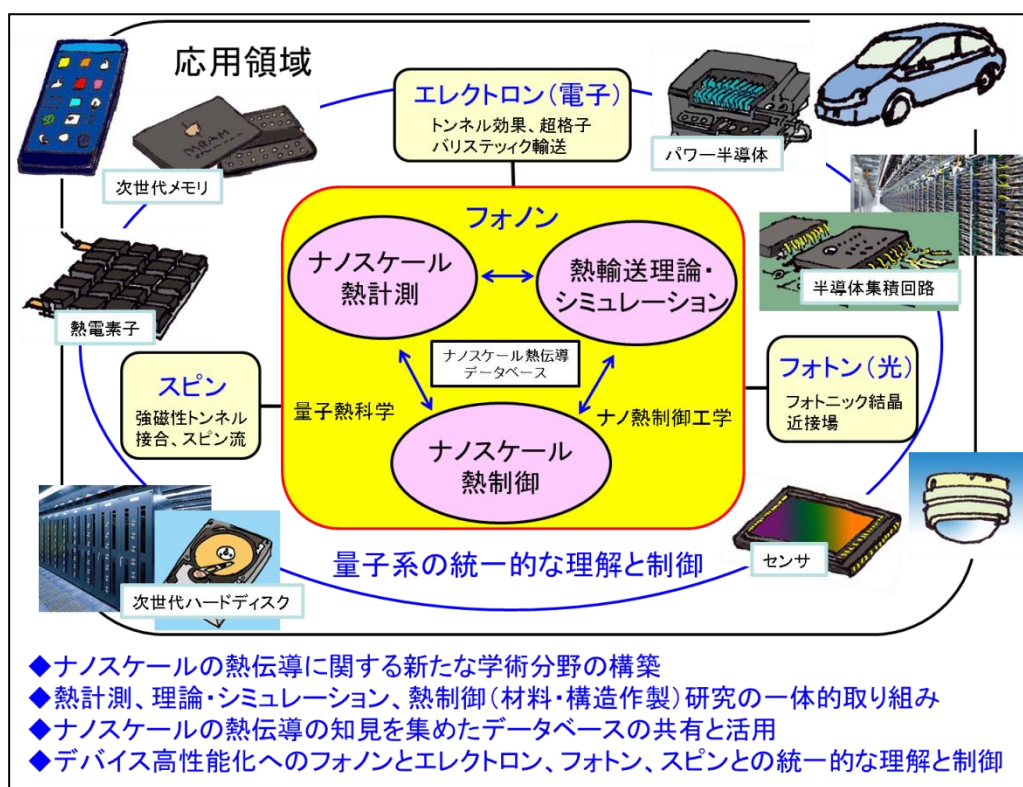 応用領域
エレクトロン(電子)
トンネル効果、超格子
バリスティック輸送
MRAM
次世代メモリ
パワー半導体
フォノン
ナノスケール
熱計測
熱輸送理論・
シミュレーション
半導体集積回路
熱電素子
ナノスケール熱伝導
データベース
スピン
強磁性トンネル
接合、スピン流
量子熱科学
ナノ熱制御工学
フォトン(光)
フォトニック結晶
近接場
ナノスケール
熱制御
センサ
量子系の統一的な理解と制御
次世代ハードディスク
◆ナノスケールの熱伝導に関する新たな学術分野の構築
◆熱計測、理論・シミュレーション、熱制御(材料・構造作製)研究の一体的取り組み
◆ナノスケールの熱伝導の知見を集めたデータベースの共有と活用
◆デバイス高性能化へのフォノンとエレクトロン、フォトン、スピンとの統一的な理解と制御